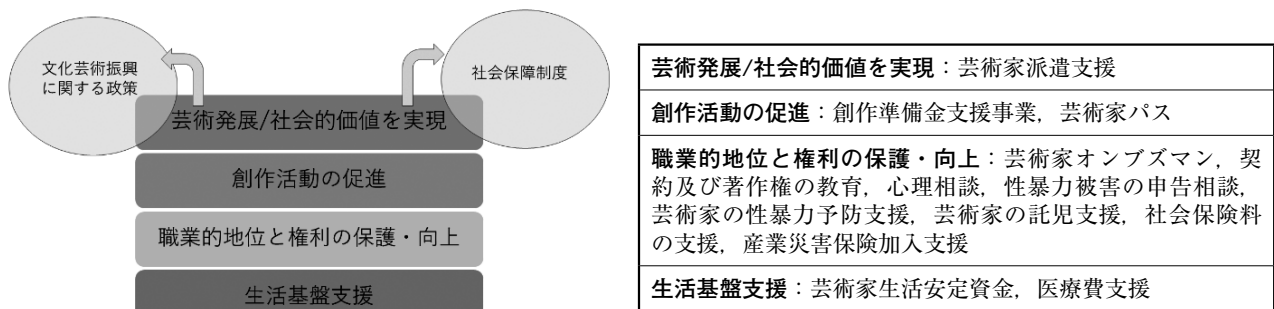 文化芸術振興
に関する政策
社会保障制度
芸術発展/社会的価値を実現
創作活動の促進
職業的地位と権利の保護・向上
生活基盤支援
芸術発展/社会的価値を実現：芸術家派遣支援
創作活動の促進：創作準備金支援事業，芸術家パス
職業的地位と権利の保護・向上：芸術家オンブズマン，契
約及び著作権の教育，心理相談，性暴力被害の申告相談，
芸術家の性暴力予防支援，芸術家の託児支援，社会保険料
の支援，産業災害保険加入支援
生活基盤支援：芸術家生活安定資金，医療費支援